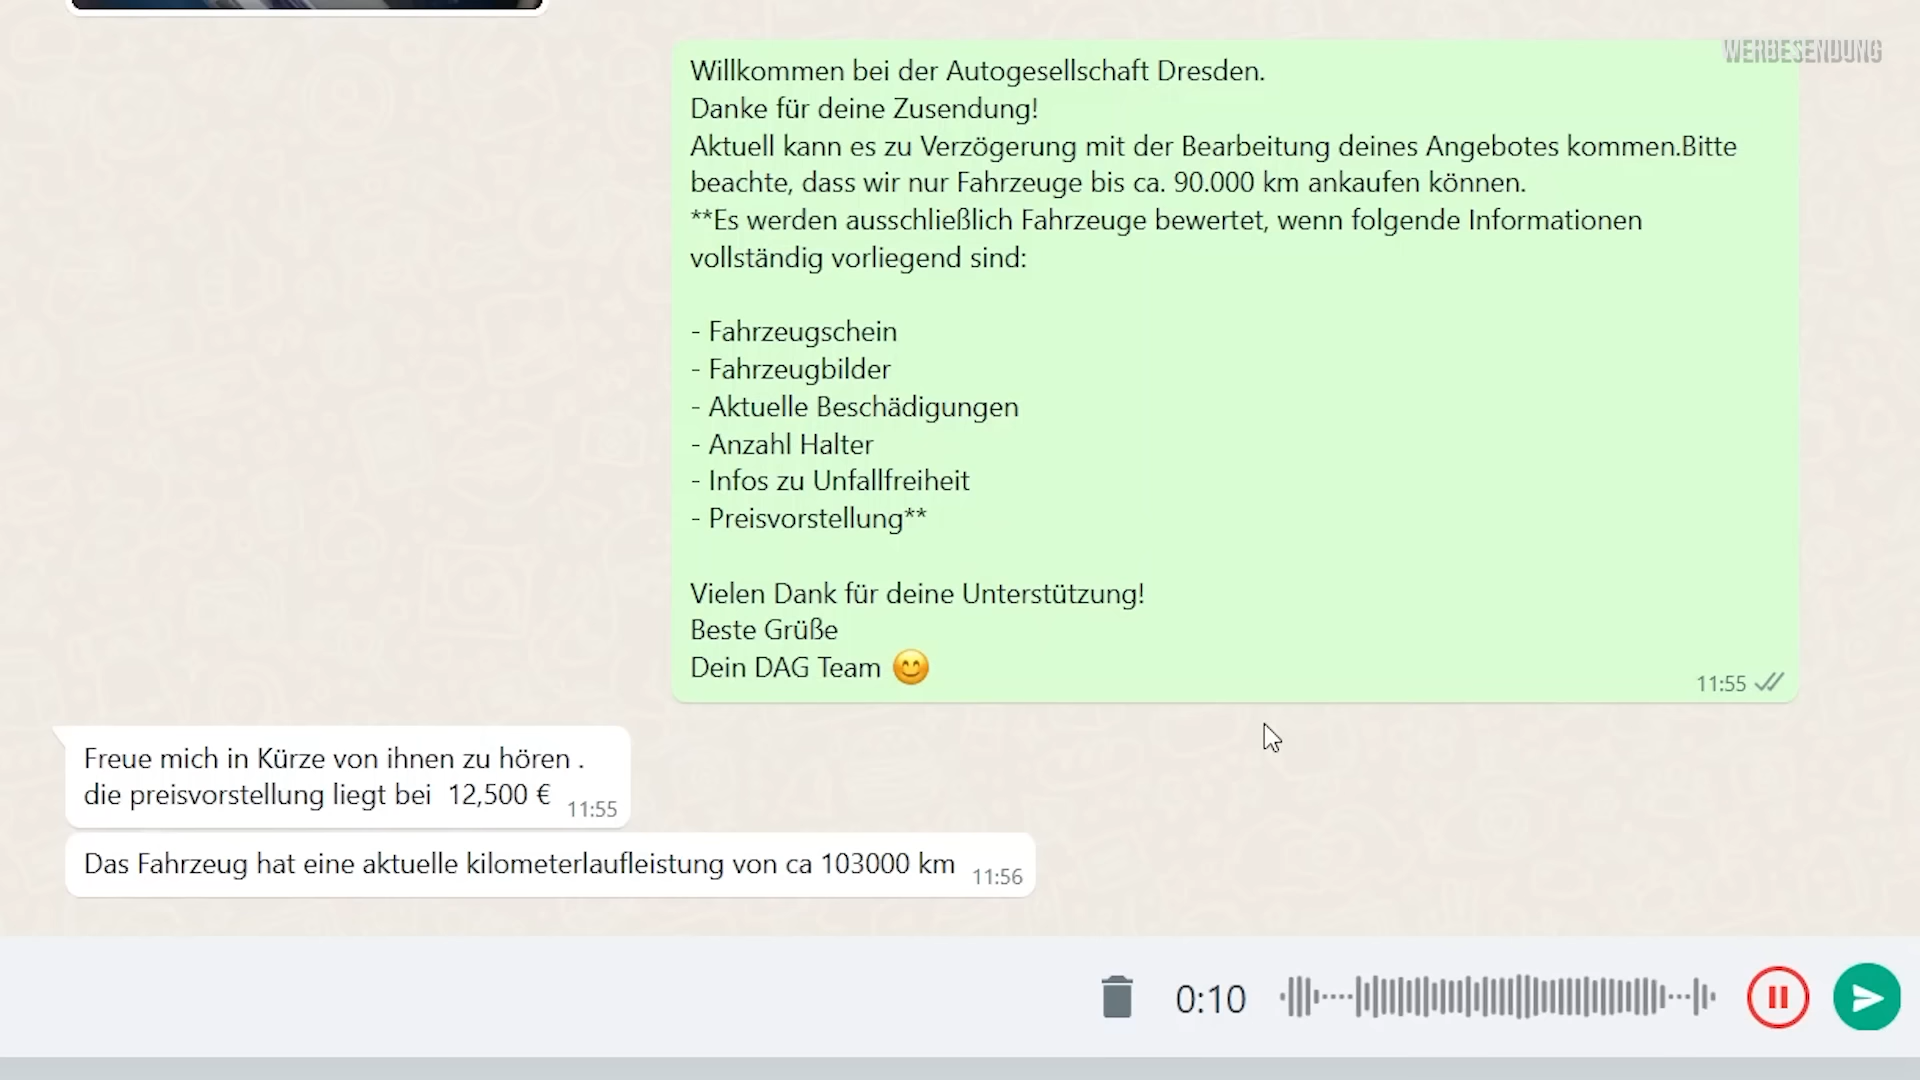 WERBESENDUNG
Willkommen bei der Autogesellschaft Dresden.
Danke für deine Zusendung!
Aktuell kann es zu Verzögerung mit der Bearbeitung deines Angebotes kommen.Bitte
beachte, dass wir nur Fahrzeuge bis ca. 90.000 km ankaufen können.
**Es werden ausschließlich Fahrzeuge bewertet, wenn folgende Informationen
vollständig vorliegend sind:
- Fahrzeugschein
- Fahrzeugbilder
- Aktuelle Beschädigungen
- Anzahl Halter
- Infos zu Unfallfreiheit
- Preisvorstellung**
Vielen Dank für deine Unterstützung!
Beste Grüße
Dein DAG Team 😊
11:55
Freue mich in Kürze von ihnen zu hören .
die preisvorstellung liegt bei  12,500 €
11:55
Das Fahrzeug hat eine aktuelle kilometerlaufleistung von ca 103000 km
11:56
0:10